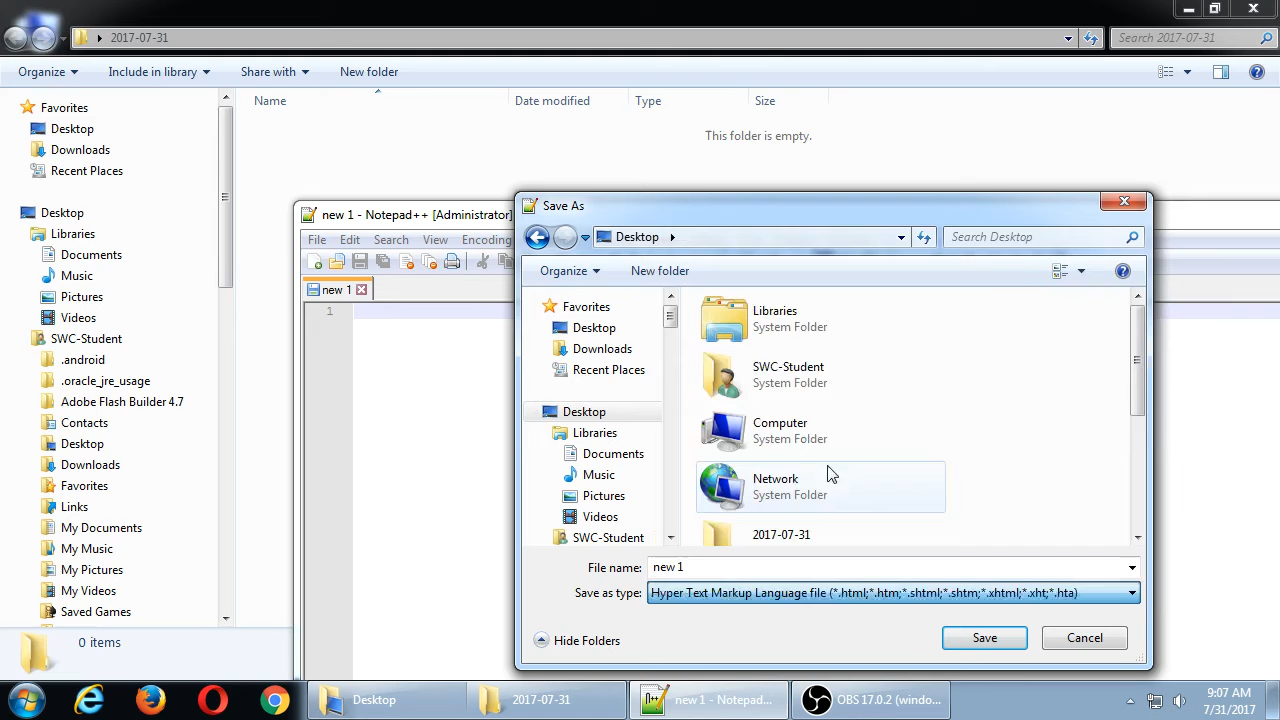 2017-07-31
Search 2017-07-31
Organize Include in library Share with New folder
Favorites
Desktop
Downloads
Recent Places
Desktop
Libraries
Documents
Music
Pictures
Videos
SWC-Student
.android
.oracle_jre_usage
Adobe Flash Builder 4.7
Contacts
Desktop
Downloads
Favorites
Links
My Documents
My Music
My Pictures
My Videos
Saved Games
0 items
Name Date modified Type Size
This folder is empty.
new 1 - Notepad++ [Administrator]
File Edit Search View Encoding
new 1
1
Save As
Desktop
Search Desktop
Organize New folder
Favorites
Desktop
Downloads
Recent Places
Desktop
Libraries
Documents
Music
Pictures
Videos
SWC-Student
Libraries
System Folder
SWC-Student
System Folder
Computer
System Folder
Network
System Folder
2017-07-31
File name: new 1
Save as type: Hyper Text Markup Language file (*.html;*.htm;*.shtml;*.shtm;*.xhtml;*.xht;*.hta)
Hide Folders
Save Cancel
Desktop 2017-07-31 new 1 - Notepad... OBS 17.0.2 (windo...
9:07 AM
7/31/2017